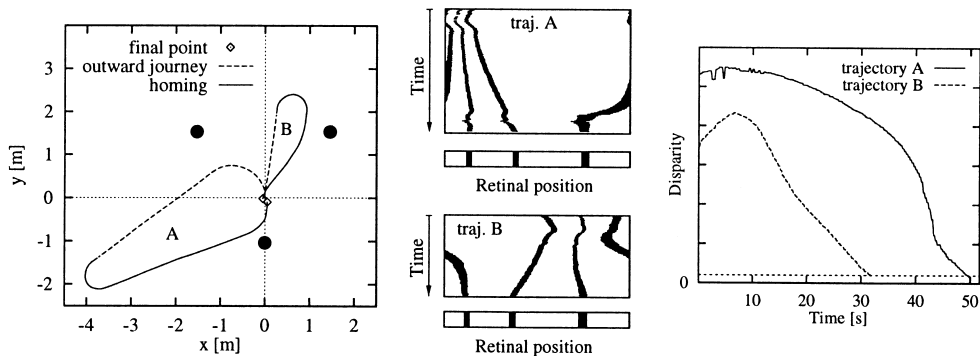 final point
outward journey
homing
B
A
3
2
1
0
-1
-2
y [m]
-4
-3
-2
-1
0
1
2
x [m]
traj. A
Time
Retinal position
traj. B
Time
Retinal position
trajectory A
trajectory B
Disparity
0
10
20
30
40
50
Time [s]